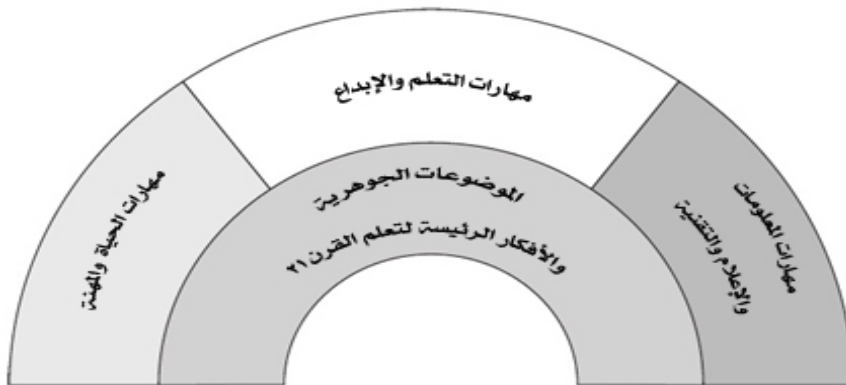 مهارات التعلم والإبداع
مهارات المعلومات
والإعلام والتقنية
الموضوعات الجوهرية
والأفكار الرئيسة لتعلم القرن ٢١
مهارات الحياة والمهنة